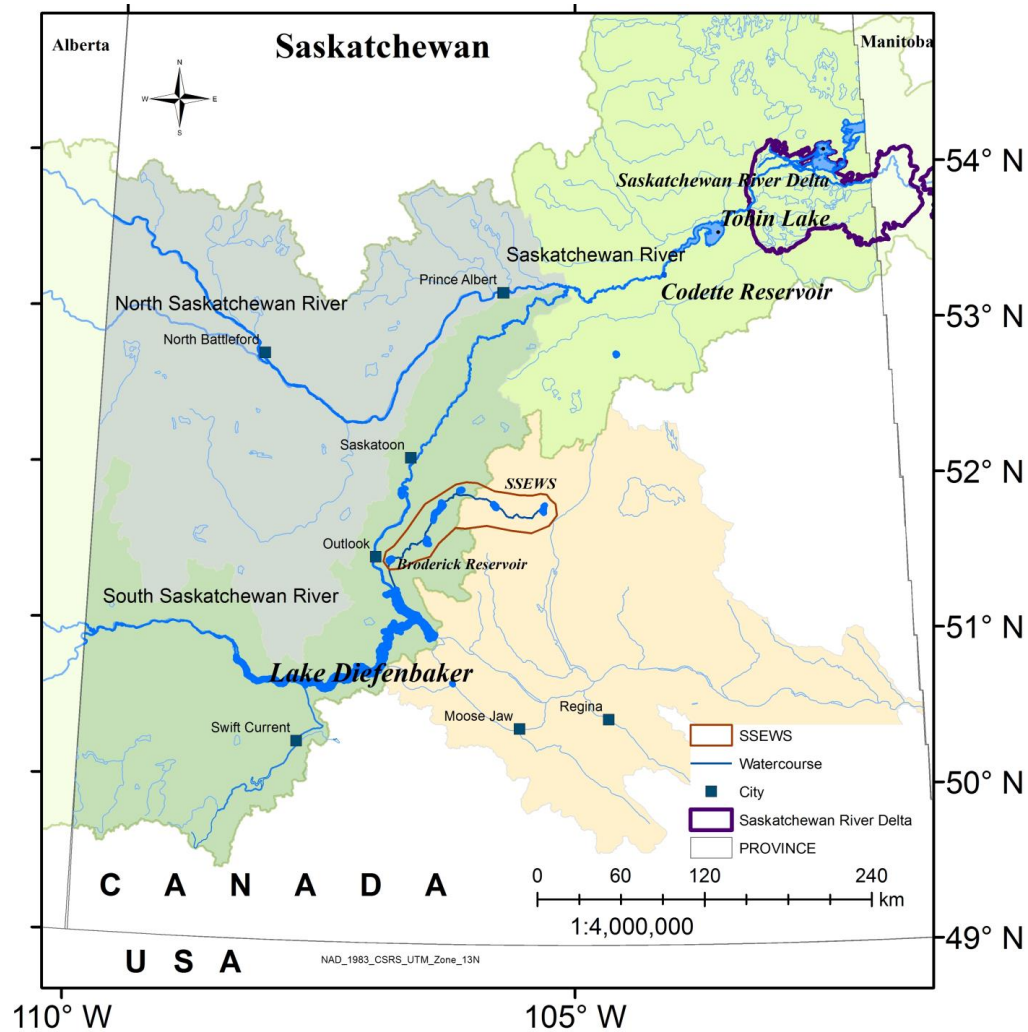 Alberta
Saskatchewan
Manitoba
N
W
E
S
54° N
Saskatchewan River Delta
Tobin Lake
Saskatchewan River
Prince Albert
Codette Reservoir
North Saskatchewan River
53° N
North Battleford
Saskatoon
52° N
SSEWS
Outlook
Broderick Reservoir
South Saskatchewan River
51° N
Lake Diefenbaker
Swift Current
Moose Jaw
Regina
SSEWS
Watercourse
50° N
City
Saskatchewan River Delta
PROVINCE
CANADA
0 60 120 240
km
1:4,000,000
49° N
USA
NAD_1983_CSRS_UTM_Zone_13N
110° W
105° W